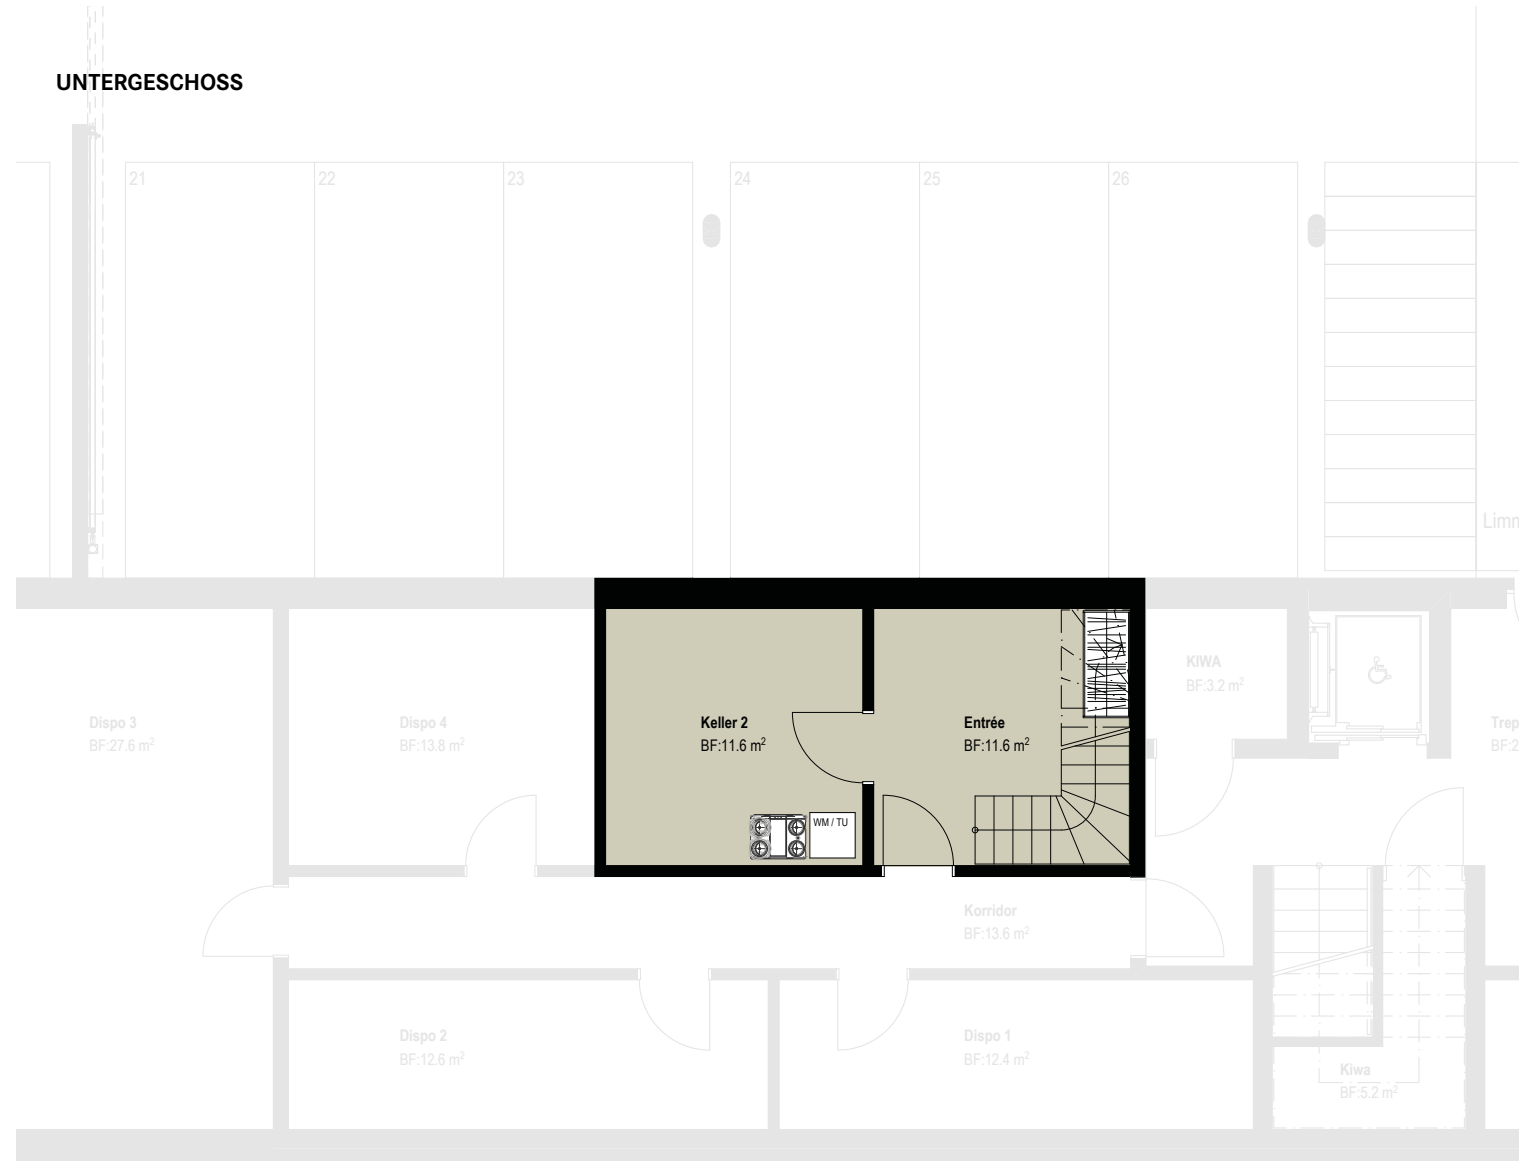 UNTERGESCHOSS
21
22
23
24
25
26
Limm
KIWA
BF:3.2 m²
Dispo 3
BF:27.6 m²
Dispo 4
BF:13.8 m²
Keller 2
BF:11.6 m²
Entrée
BF:11.6 m²
Trep
BF:2
WM / TU
Korridor
BF:13.6 m²
Dispo 2
BF:12.6 m²
Dispo 1
BF:12.4 m²
Kiwa
BF:5.2 m²